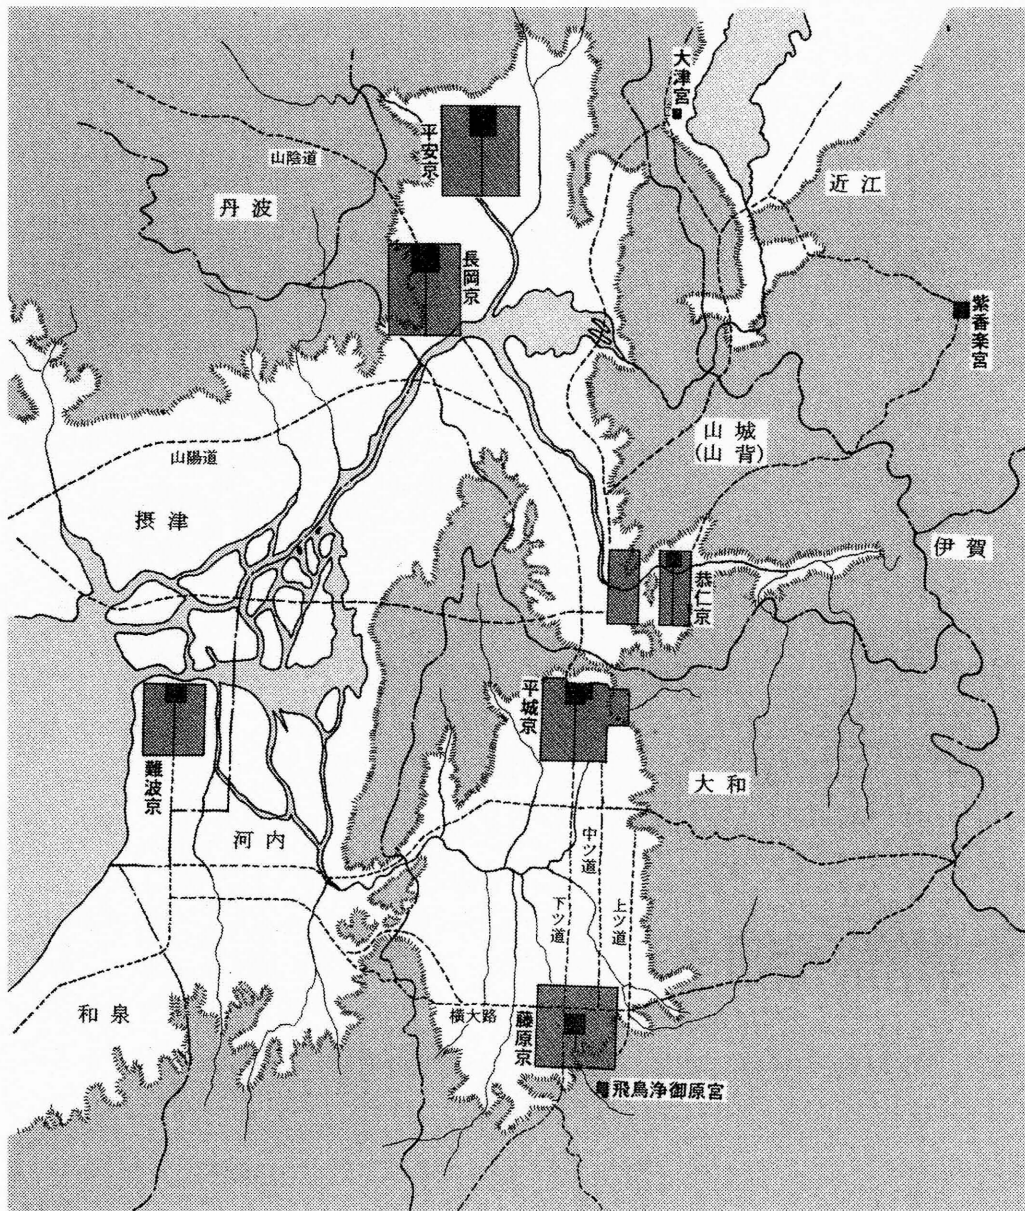 大津宮
平安京
山陰道
近江
丹波
長岡京
紫香楽宮
山城
(山背)
山陽道
摂津
伊賀
恭仁京
平城京
難波京
大和
河内
中ツ道
下ツ道
上ツ道
和泉
横大路
藤原京
飛鳥浄御原宮